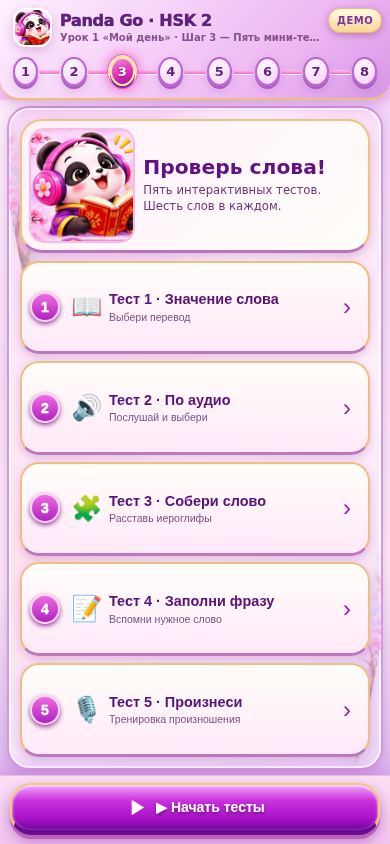 Panda Go · HSK 2
Урок 1 «Мой день» · Шаг 3 — Пять мини-те...
ДЕМО
1 2 3 4 5 6 7 8
Проверь слова!
Пять интерактивных тестов.
Шесть слов в каждом.
1 Тест 1 · Значение слова ›
Выбери перевод
2 Тест 2 · По аудио ›
Послушай и выбери
3 Тест 3 · Собери слово ›
Расставь иероглифы
4 Тест 4 · Заполни фразу ›
Вспомни нужное слово
5 Тест 5 · Произнеси ›
Тренировка произношения
▶ ▶ Начать тесты